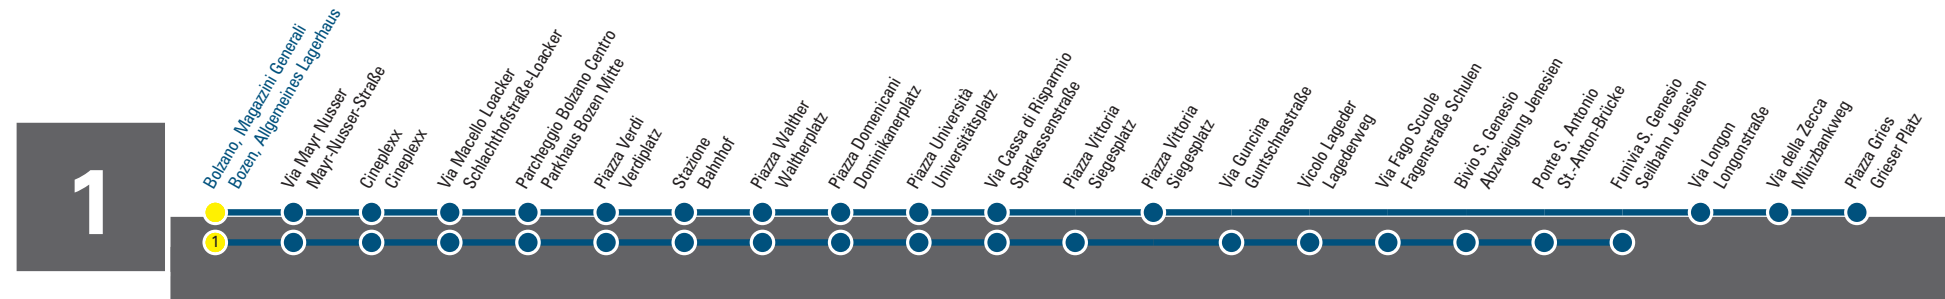 1
Bolzano, Magazzini Generali
Bozen, Allgemeines Lagerhaus
Via Mayr Nusser
Mayr-Nusser-Straße
Cineplexx
Cineplexx
Via Macello Loacker
Schlachthofstraße-Loacker
Parcheggio Bolzano Centro
Parkhaus Bozen Mitte
Piazza Verdi
Verdiplatz
Stazione
Bahnhof
Piazza Walther
Waltherplatz
Piazza Domenicani
Dominikanerplatz
Piazza Università
Universitätsplatz
Via Cassa di Risparmio
Sparkassenstraße
Piazza Vittoria
Siegesplatz
Piazza Vittoria
Siegesplatz
Via Guncina
Guntschnastraße
Vicolo Lageder
Lagederweg
Via Fago Scuole
Fagenstraße Schulen
Bivio S. Genesio
Abzweigung Jenesien
Ponte S. Antonio
St.-Anton-Brücke
Funivia S. Genesio
Seilbahn Jenesien
Via Longon
Longonstraße
Via della Zecca
Münzbankweg
Piazza Gries
Grieser Platz
1